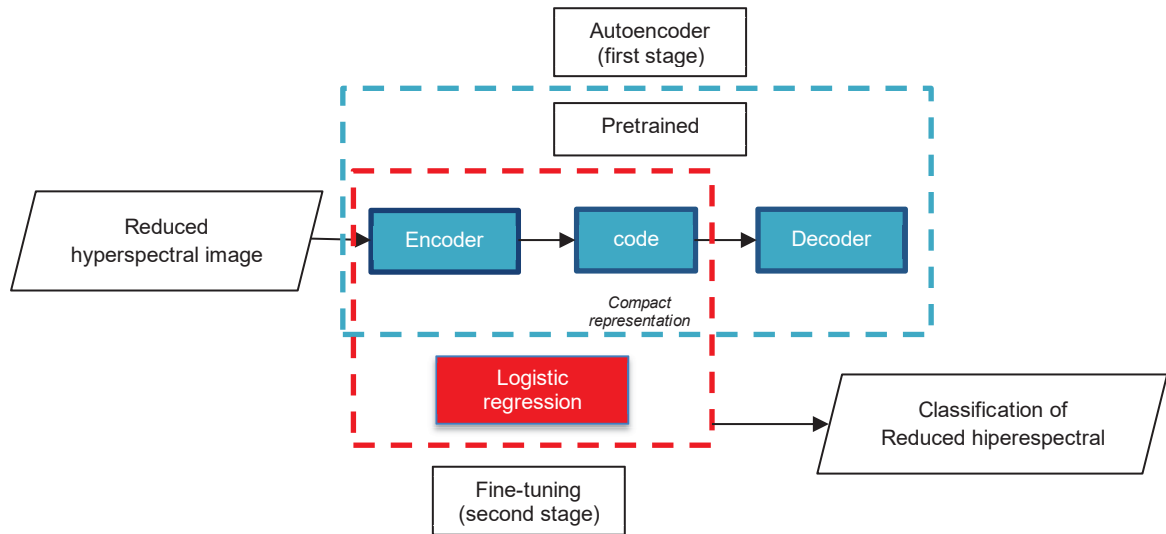 Autoencoder
(first stage)
Pretrained
Reduced
hyperspectral image
Encoder
code
Decoder
Compact
representation
Logistic
regression
Classification of
Reduced hiperespectral
Fine-tuning
(second stage)